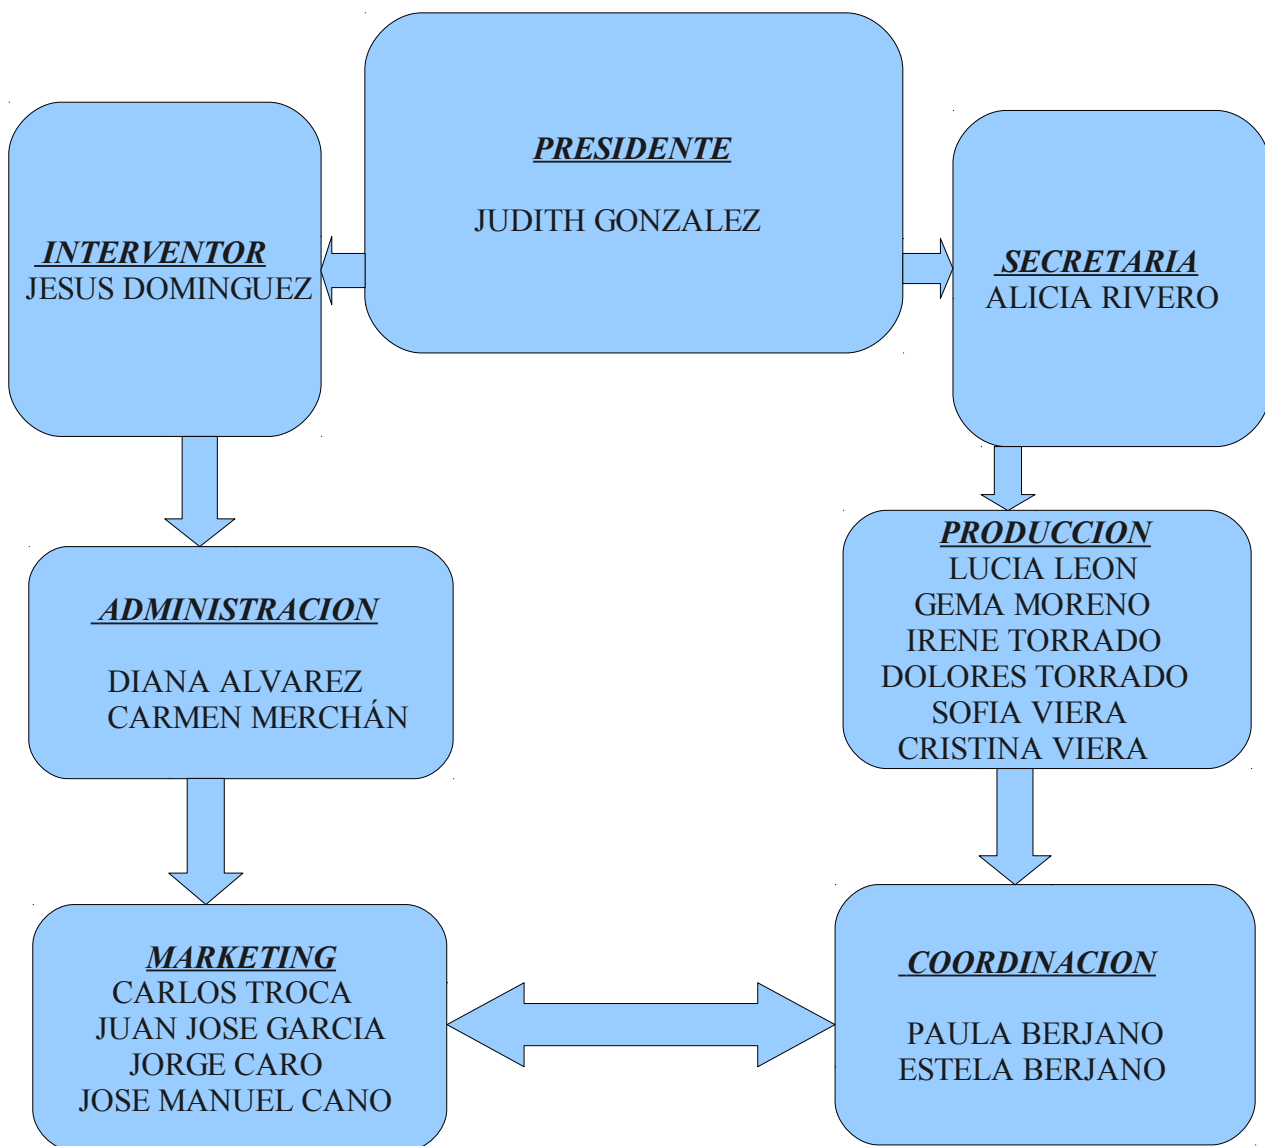 PRESIDENTE
JUDITH GONZALEZ
INTERVENTOR
JESUS DOMINGUEZ
SECRETARIA
ALICIA RIVERO
ADMINISTRACION
DIANA ALVAREZ
CARMEN MERCHÁN
PRODUCCION
LUCIA LEON
GEMA MORENO
IRENE TORRADO
DOLORES TORRADO
SOFIA VIERA
CRISTINA VIERA
MARKETING
CARLOS TROCA
JUAN JOSE GARCIA
JORGE CARO
JOSE MANUEL CANO
COORDINACION
PAULA BERJANO
ESTELA BERJANO